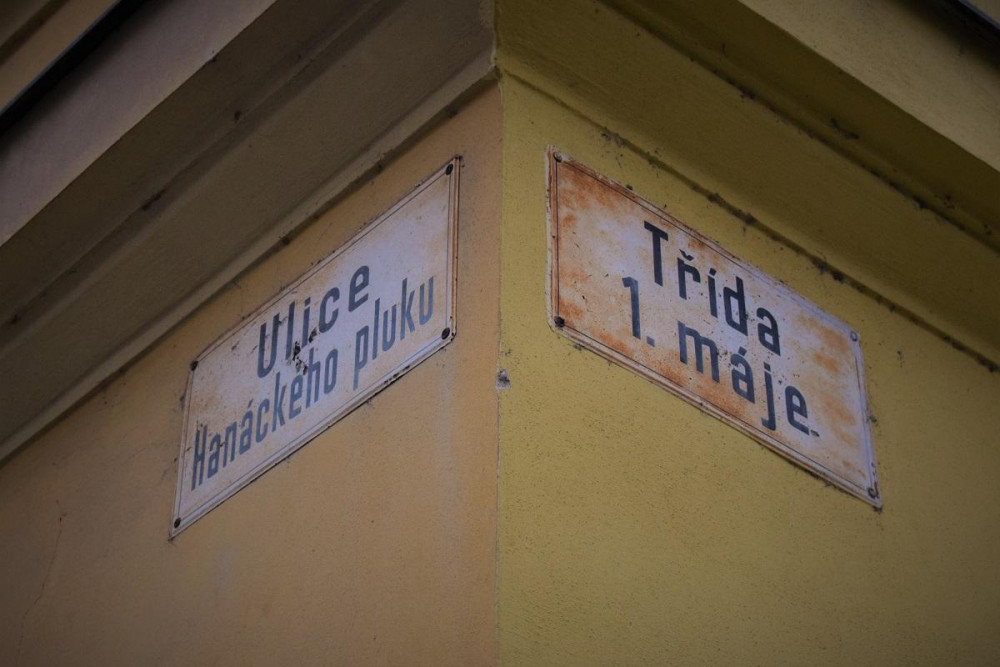 Ulice
Hanáckého pluku
Třída
1. máje